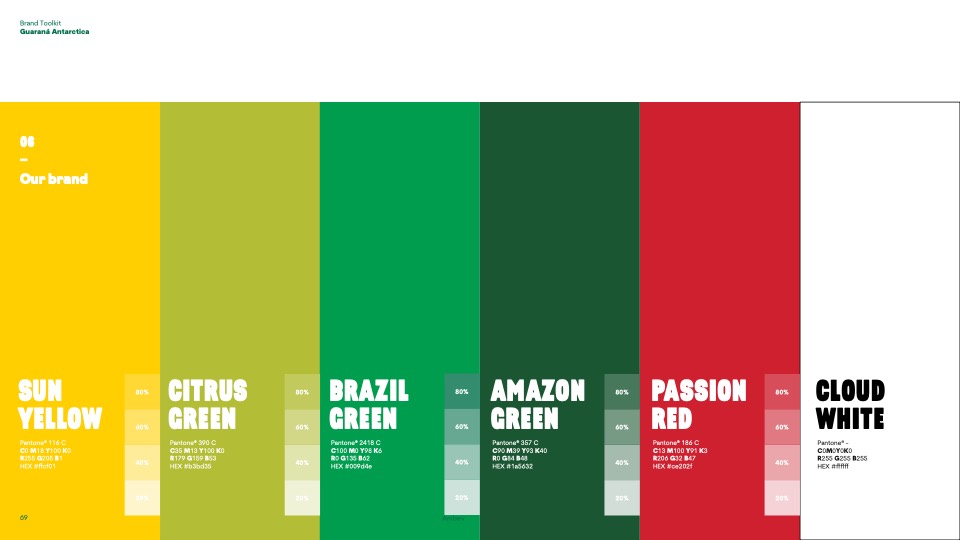 Brand Toolkit
Guaraná Antarctica
06
–
Our brand
SUN
YELLOW
Pantone® 116 C
C0 M18 Y100 K0
R255 G205 B1
80%
60%
40%
20%
CITRUS
GREEN
Pantone® 390 C
C35 M13 Y100 K0
R179 G159 B53
HEX #b3bd35
80%
60%
40%
20%
BRAZIL
GREEN
Pantone® 2418 C
C100 M0 Y98 K6
R0 G135 B62
HEX #009d4e
80%
60%
40%
20%
AMAZON
GREEN
Pantone® 357 C
C90 M39 Y93 K40
R0 G84 B48
HEX #1a5632
80%
60%
40%
20%
PASSION
RED
Pantone® 186 C
C13 M100 Y91 K3
R206 G32 B47
HEX #ce202f
80%
60%
40%
20%
CLOUD
WHITE
Pantone® -
C0M0Y0K0
R255 G255 B255
HEX #ffffff
69